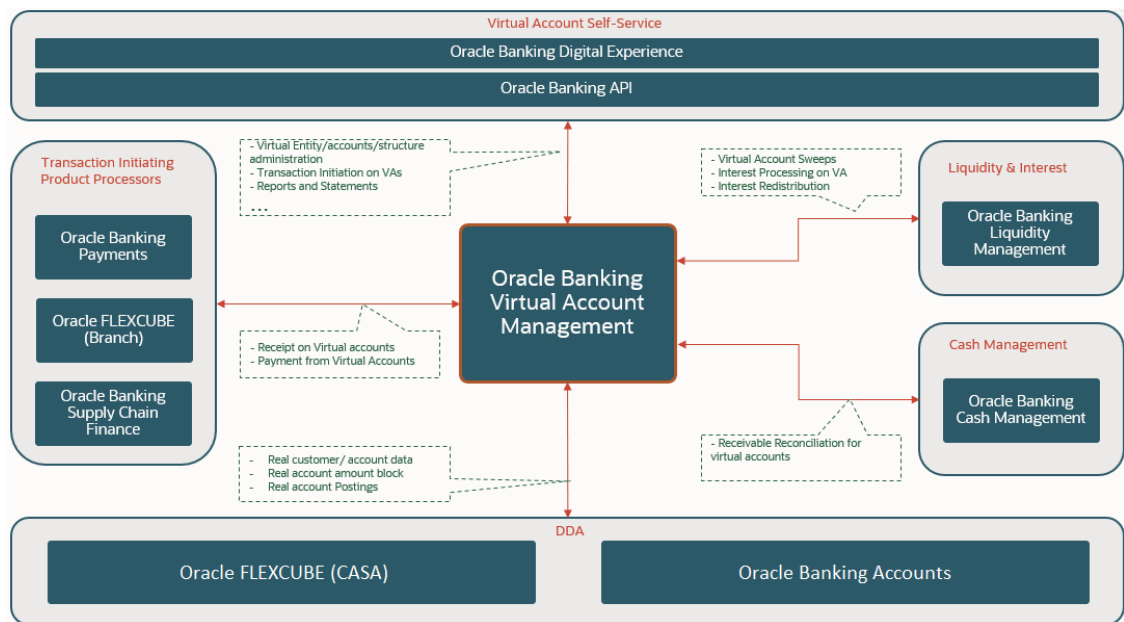 Virtual Account Self-Service
Oracle Banking Digital Experience
Oracle Banking API
Transaction Initiating
Product Processors
Oracle Banking
Payments
Oracle FLEXCUBE
(Branch)
Oracle Banking
Supply Chain
Finance
- Virtual Entity/accounts/structure
administration
- Transaction Initiation on VAs
- Reports and Statements
...
- Virtual Account Sweeps
- Interest Processing on VA
- Interest Redistribution
Liquidity & Interest
Oracle Banking
Liquidity
Management
Oracle Banking
Virtual Account
Management
- Receipt on Virtual accounts
- Payment from Virtual Accounts
Cash Management
Oracle Banking
Cash Management
- Receivable Reconciliation for
virtual accounts
- Real customer/ account data
- Real account amount block
- Real account Postings
DDA
Oracle FLEXCUBE (CASA)
Oracle Banking Accounts